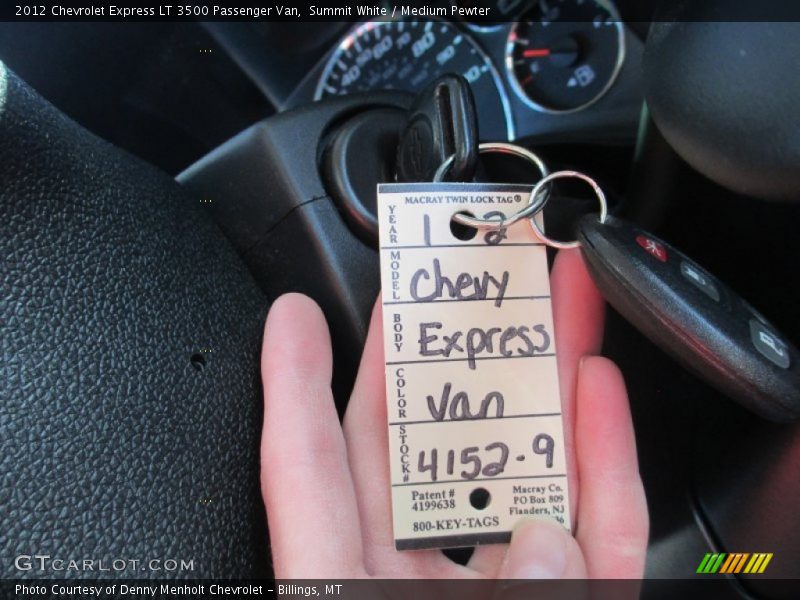 2012 Chevrolet Express LT 3500 Passenger Van, Summit White / Medium Pewter
MACRAY TWIN LOCK TAG®
YEAR 1 2
MODEL Chevy
BODY Express
COLOR Van
STOCK# 4152-9
Patent #
4199638
800-KEY-TAGS
Macray Co.
PO Box 809
Flanders, NJ
GTCARLOT.COM
Photo Courtesy of Denny Menholt Chevrolet - Billings, MT